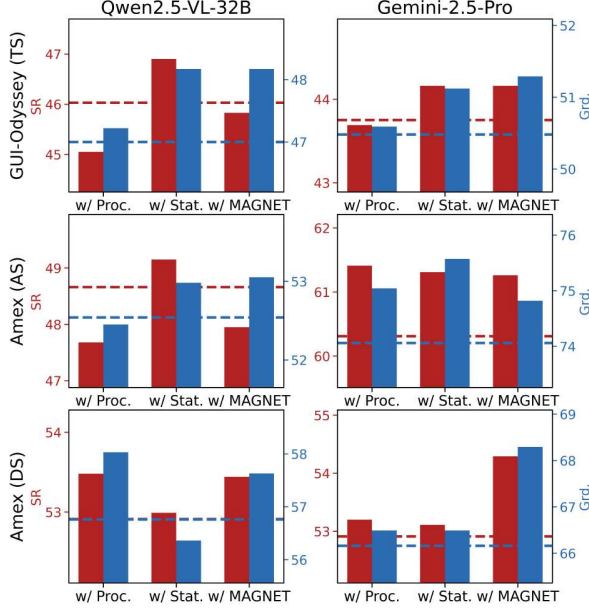 Qwen2.5-VL-32B
Gemini-2.5-Pro
GUI-Odyssey (TS)
SR
47
46
45
48
47
w/ Proc. w/ Stat. w/ MAGNET
44
43
52
51
50
Grd.
w/ Proc. w/ Stat. w/ MAGNET
Amex (AS)
SR
49
48
47
53
52
w/ Proc. w/ Stat. w/ MAGNET
62
61
60
76
75
74
Grd.
w/ Proc. w/ Stat. w/ MAGNET
Amex (DS)
SR
54
53
58
57
56
w/ Proc. w/ Stat. w/ MAGNET
55
54
53
69
68
67
66
Grd.
w/ Proc. w/ Stat. w/ MAGNET